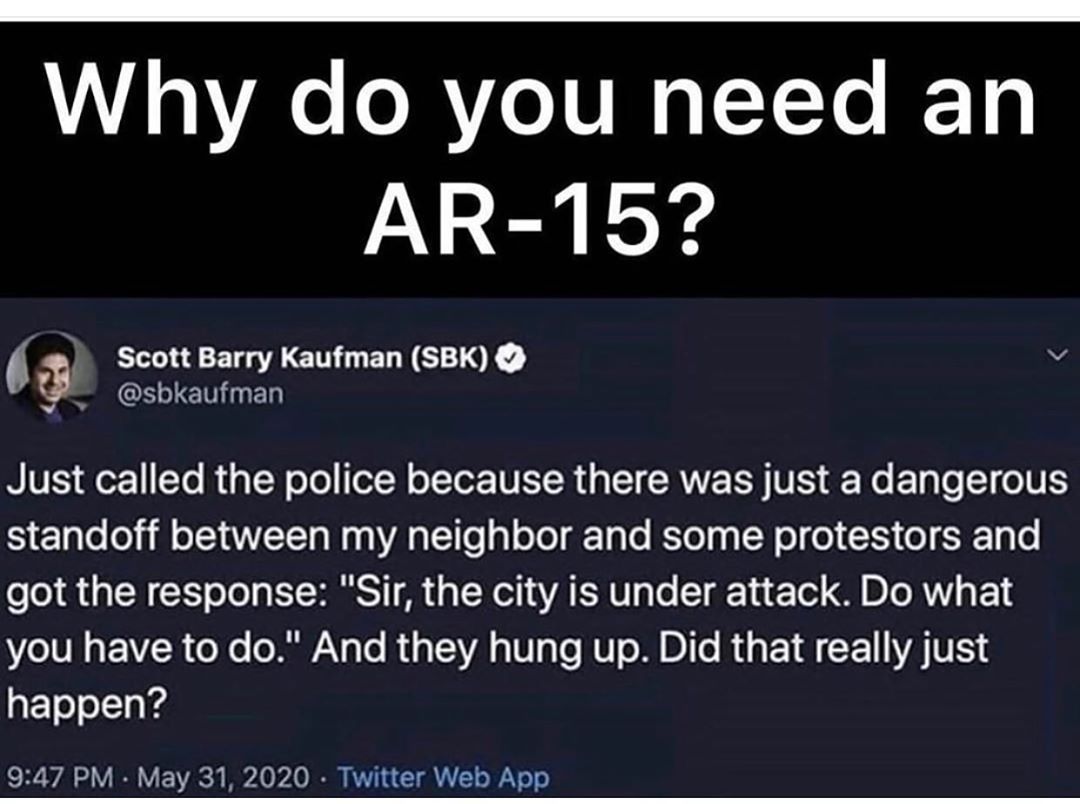 Why do you need an
AR-15?
Scott Barry Kaufman (SBK)
@sbkaufman
Just called the police because there was just a dangerous
standoff between my neighbor and some protestors and
got the response: "Sir, the city is under attack. Do what
you have to do." And they hung up. Did that really just
happen?
9:47 PM · May 31, 2020 · Twitter Web App